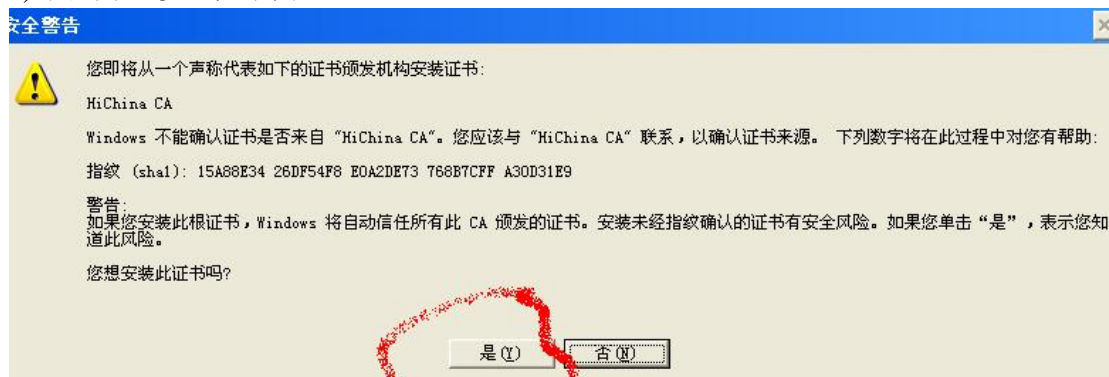 安全警告
您即将从一个声称代表如下的证书颁发机构安装证书:
HiChina CA
Windows 不能确认证书是否来自 “HiChina CA”。您应该与 “HiChina CA” 联系，以确认证书来源。 下列数字将在此过程中对您有帮助:
指纹 (sha1): 15A88E34 26DF54F8 E0A2DE73 768B7CFF A30D31E9
警告:
如果您安装此根证书，Windows 将自动信任所有此 CA 颁发的证书。安装未经指纹确认的证书有安全风险。如果您单击“是”，表示您知
道此风险。
您想安装此证书吗?
是(Y) 否(N)